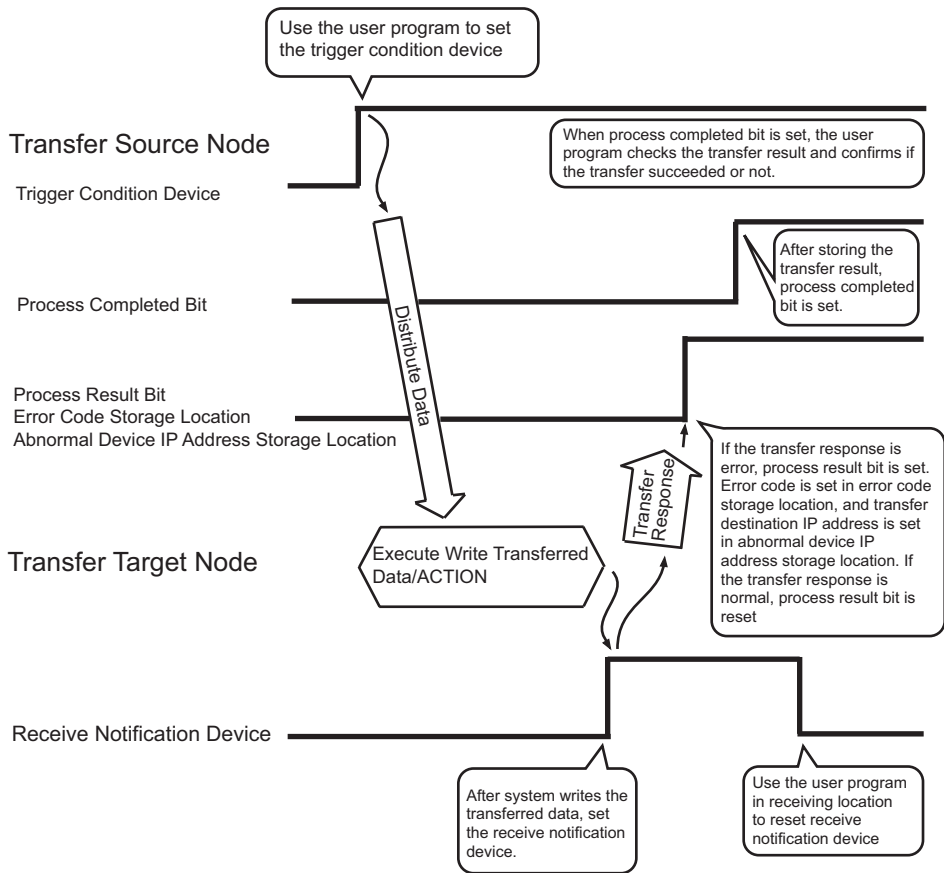 Use the user program to set
the trigger condition device
Transfer Source Node
When process completed bit is set, the user
program checks the transfer result and confirms if
the transfer succeeded or not.
Trigger Condition Device
After storing the
transfer result,
process completed
bit is set.
Process Completed Bit
Distribute Data
Process Result Bit
Error Code Storage Location
Abnormal Device IP Address Storage Location
If the transfer response is
error, process result bit is set.
Error code is set in error code
storage location, and transfer
destination IP address is set
in abnormal device IP
address storage location. If
the transfer response is
normal, process result bit is
reset
Transfer
Response
Transfer Target Node
Execute Write Transferred
Data/ACTION
Receive Notification Device
After system writes the
transferred data, set
the receive notification
device.
Use the user program
in receiving location
to reset receive
notification device